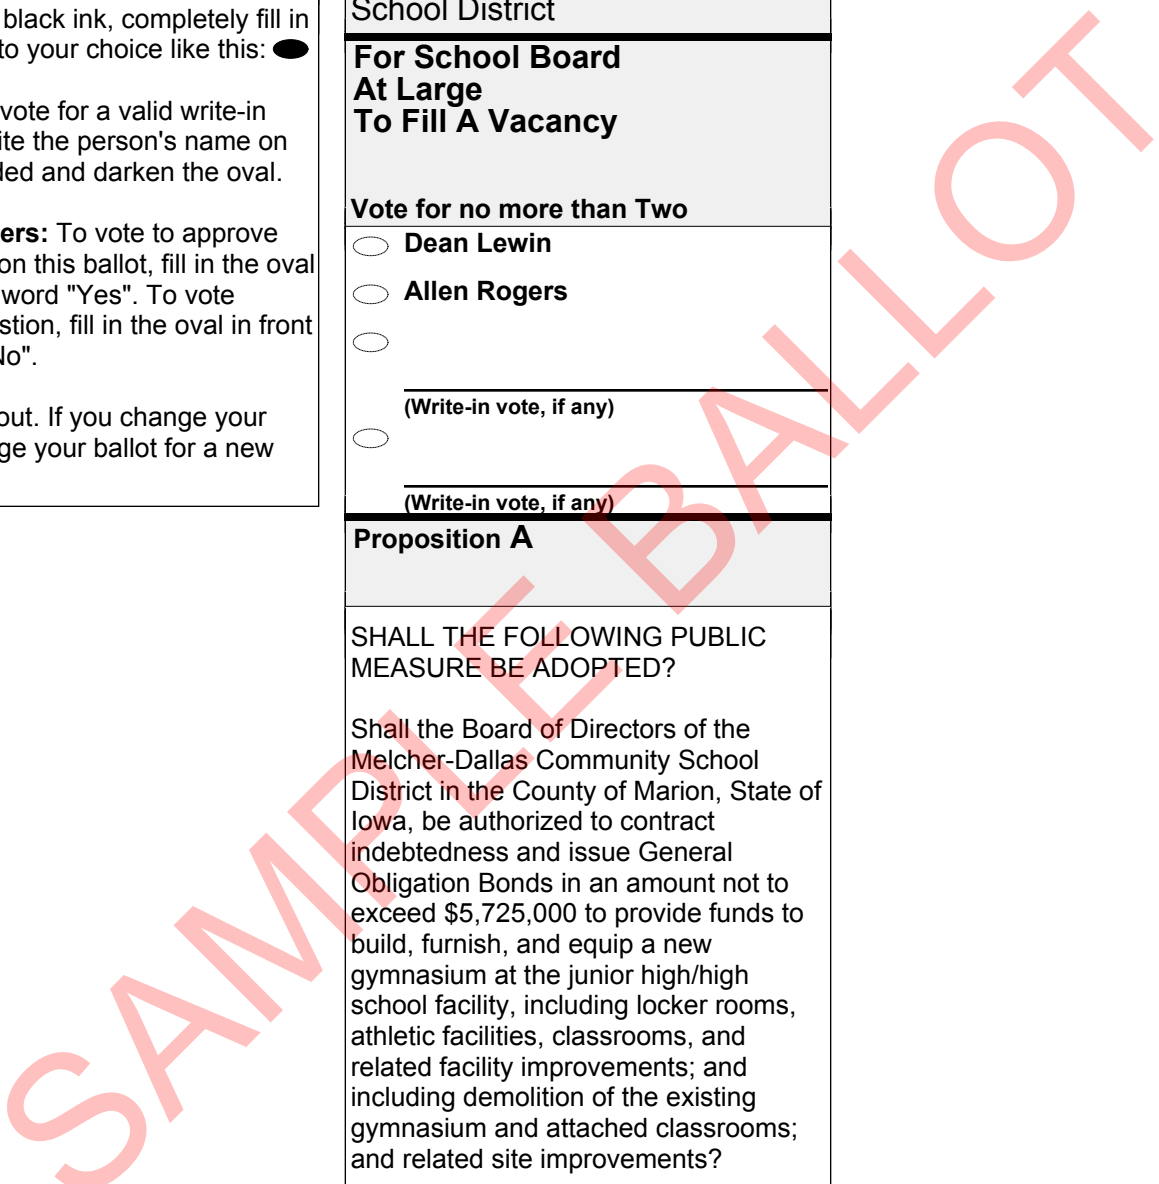 black ink, completely fill in
to your choice like this:
vote for a valid write-in
ite the person's name on
ded and darken the oval.
ers: To vote to approve
on this ballot, fill in the oval
word "Yes". To vote
stion, fill in the oval in front
No".
out. If you change your
ge your ballot for a new
School District
For School Board
At Large
To Fill A Vacancy
Vote for no more than Two
Dean Lewin
Allen Rogers
(Write-in vote, if any)
(Write-in vote, if any)
Proposition A
SHALL THE FOLLOWING PUBLIC
MEASURE BE ADOPTED?
Shall the Board of Directors of the
Melcher-Dallas Community School
District in the County of Marion, State of
Iowa, be authorized to contract
indebtedness and issue General
Obligation Bonds in an amount not to
exceed $5,725,000 to provide funds to
build, furnish, and equip a new
gymnasium at the junior high/high
school facility, including locker rooms,
athletic facilities, classrooms, and
related facility improvements; and
including demolition of the existing
gymnasium and attached classrooms;
and related site improvements?
SAMPLE BALLOT